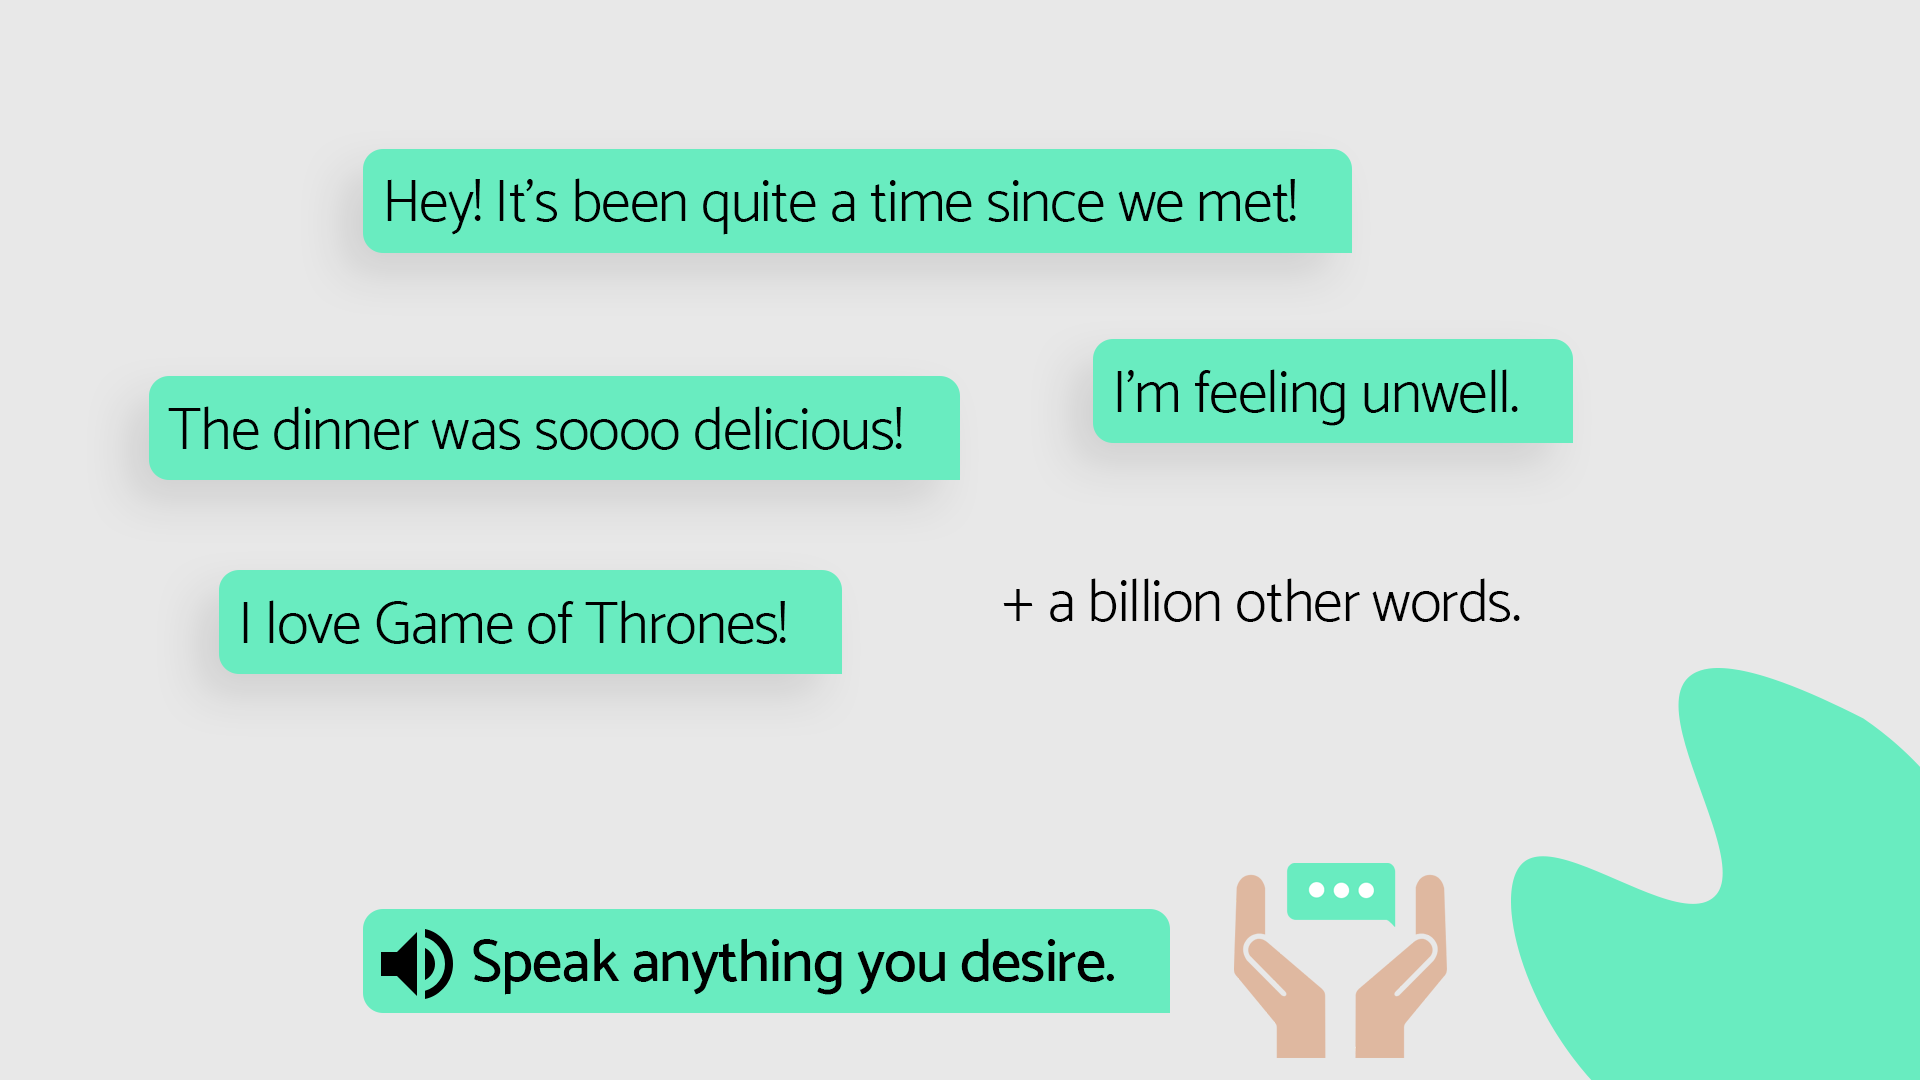 Hey! It’s been quite a time since we met!
The dinner was soooo delicious!
I’m feeling unwell.
I love Game of Thrones!
+ a billion other words.
Speak anything you desire.